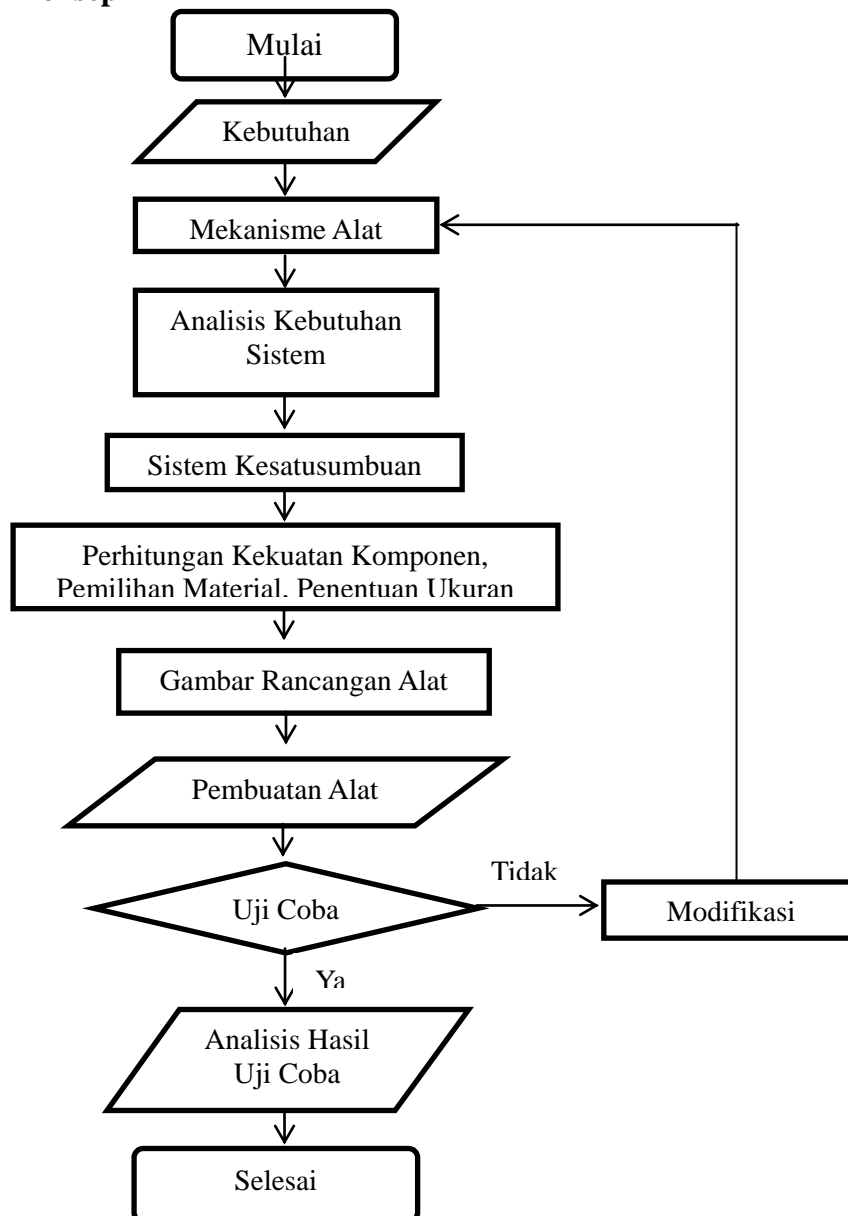 Mulai
Kebutuhan
Mekanisme Alat
Analisis Kebutuhan
Sistem
Sistem Kesatusumbuan
Perhitungan Kekuatan Komponen,
Pemilihan Material, Penentuan Ukuran
Gambar Rancangan Alat
Pembuatan Alat
Uji Coba
Tidak
Modifikasi
Ya
Analisis Hasil
Uji Coba
Selesai